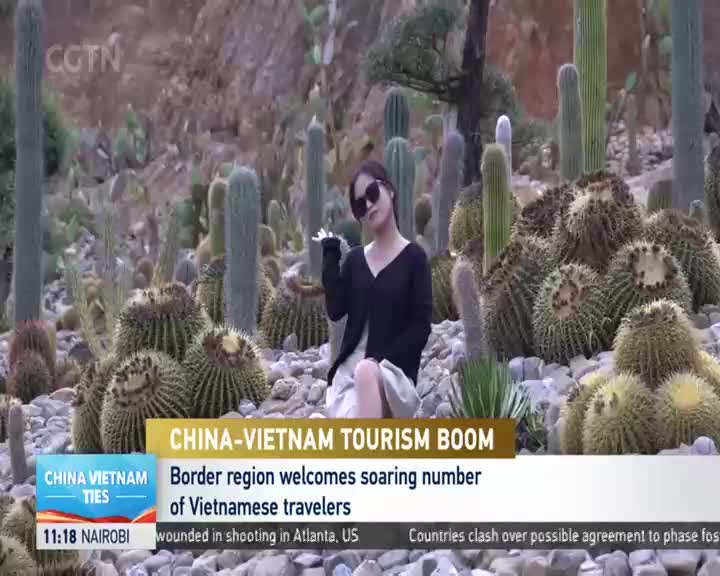 CGTN
CHINA-VIETNAM TOURISM BOOM
CHINA VIETNAM
TIES
Border region welcomes soaring number
of Vietnamese travelers
11:18 NAIROBI
wounded in shooting in Atlanta, US
Countries clash over possible agreement to phase fos